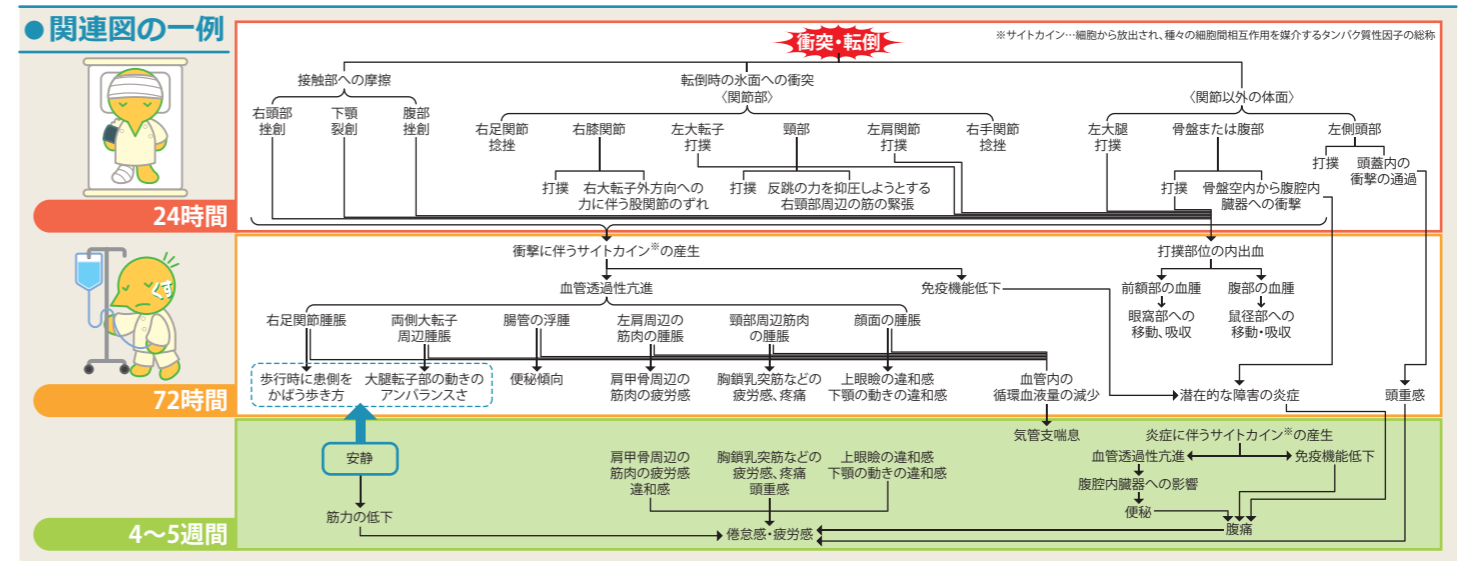 ●関連図の一例
衝突・転倒
※サイトカイン…細胞から放出され、種々の細胞間相互作用を媒介するタンパク質性因子の総称
接触部への摩擦
右頭部
挫創
下顎
裂創
腹部
挫創
転倒時の氷面への衝突
〈関節部〉
右足関節
捻挫
右膝関節
打撲
右大転子外方向への
力に伴う股関節のずれ
左大転子
打撲
頸部
打撲
反跳の力を抑圧しようとする
右頸部周辺の筋の緊張
左肩関節
打撲
右手関節
捻挫
〈関節以外の体面〉
左大腿
打撲
骨盤または腹部
打撲
骨盤空内から腹腔内
臓器への衝撃
左側頭部
打撲
頭蓋内の
衝撃の通過
24時間
衝撃に伴うサイトカイン※の産生
血管透過性亢進
免疫機能低下
打撲部位の内出血
前額部の血腫
眼窩部への
移動、吸収
腹部の血腫
鼠径部への
移動・吸収
くす
右足関節腫脹
両側大転子
周辺腫脹
腸管の浮腫
左肩周辺の
筋肉の腫脹
頸部周辺筋肉
の腫脹
顔面の腫脹
歩行時に患側を
かばう歩き方
大腿転子部の動きの
アンバランスさ
便秘傾向
肩甲骨周辺の
筋肉の疲労感
胸鎖乳突筋などの
疲労感、疼痛
上眼瞼の違和感
下顎の動きの違和感
血管内の
循環血液量の減少
潜在的な障害の炎症
頭重感
72時間
気管支喘息
炎症に伴うサイトカイン※の産生
血管透過性亢進
免疫機能低下
腹腔内臓器への影響
便秘
腹痛
安静
筋力の低下
肩甲骨周辺の
筋肉の疲労感
違和感
胸鎖乳突筋などの
疲労感、疼痛
頭重感
上眼瞼の違和感
下顎の動きの違和感
倦怠感・疲労感
4〜5週間